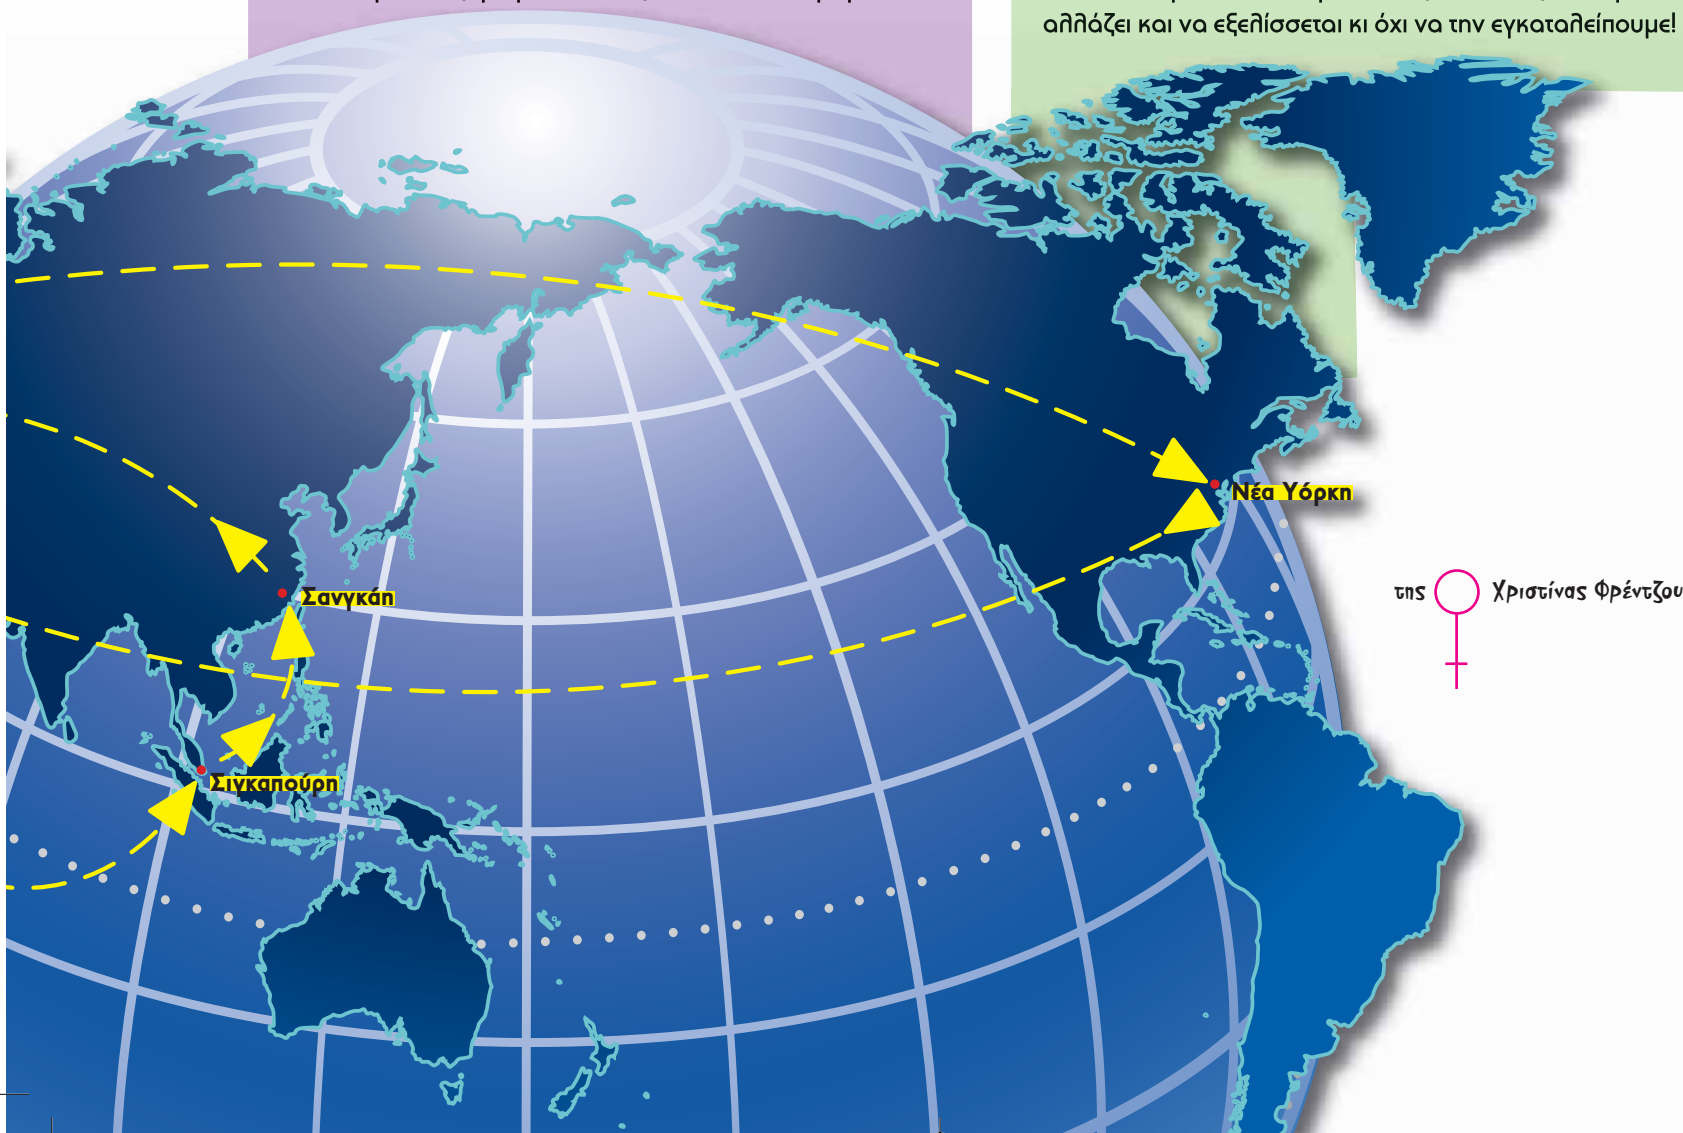 αλλάζει και να εξελίσσεται κι όχι να την εγκαταλείπουμε!
Νέα Υόρκη
Σανγκάη
της Χριστίνας Φρέντζου
Σιγκαπούρη